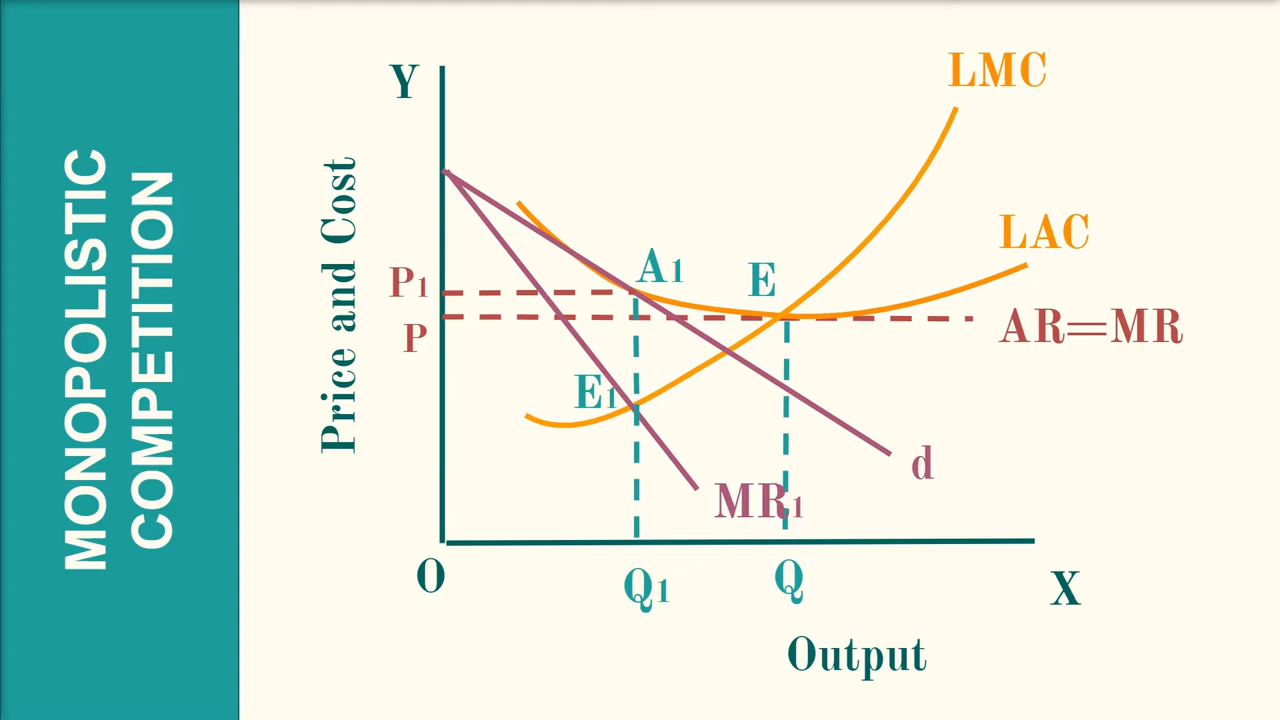 MONOPOLISTIC
COMPETITION
Y
Price and Cost
LMC
LAC
A1
E
P1
P
AR=MR
E1
d
MR1
O
Q1
Q
X
Output